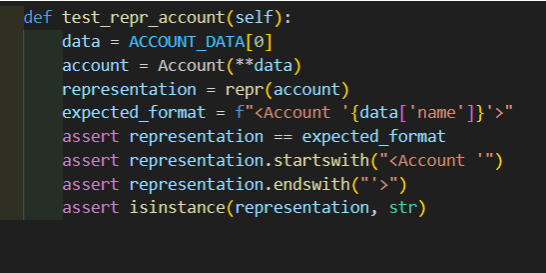 def test_repr_account(self):
    data = ACCOUNT_DATA[0]
    account = Account(**data)
    representation = repr(account)
    expected_format = f"<Account '{data['name']}'>"
    assert representation == expected_format
    assert representation.startswith("<Account '")
    assert representation.endswith("'>")
    assert isinstance(representation, str)